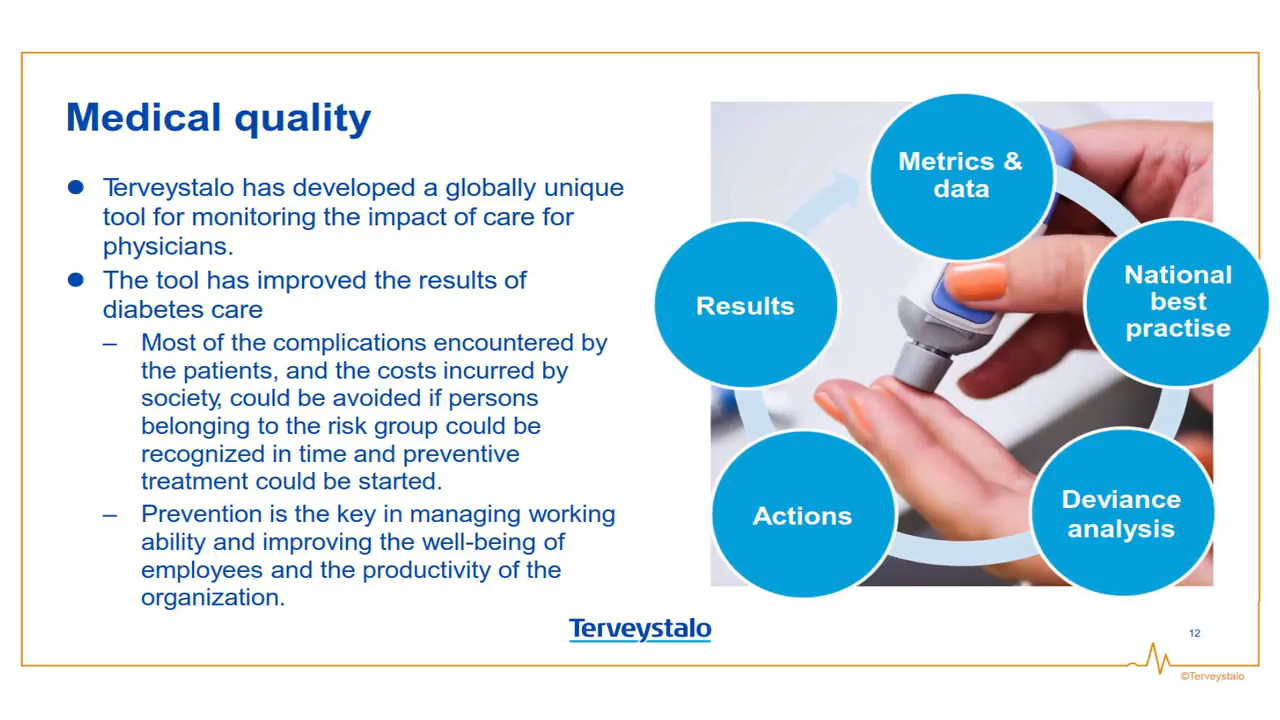 Medical quality
● Terveystalo has developed a globally unique
tool for monitoring the impact of care for
physicians.
● The tool has improved the results of
diabetes care
– Most of the complications encountered by
the patients, and the costs incurred by
society, could be avoided if persons
belonging to the risk group could be
recognized in time and preventive
treatment could be started.
– Prevention is the key in managing working
ability and improving the well-being of
employees and the productivity of the
organization.
Metrics &
data
National
best
practise
Deviance
analysis
Actions
Results
Terveystalo
12
©Terveystalo